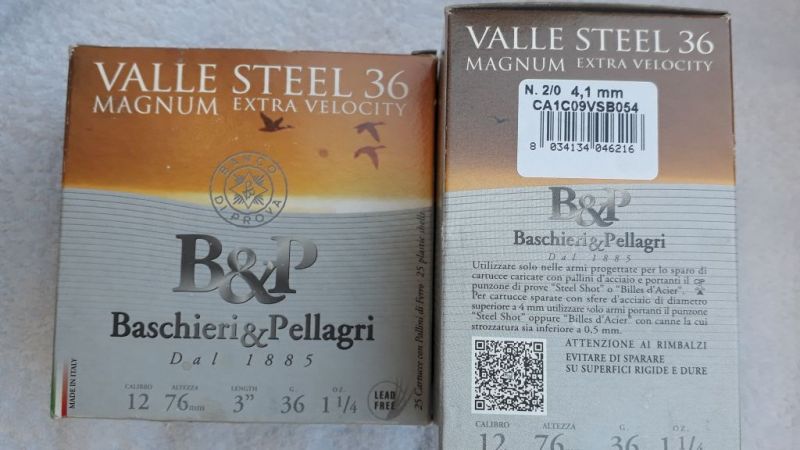 VALLE STEEL 36
MAGNUM EXTRA VELOCITY
BANCO
DI PROVA
B&P
Baschieri&Pellagri
Dal 1885
MADE IN ITALY
CALIBRO ALTEZZA LENGTH G. OZ.
12 76mm 3” 36 1 1/4
LEAD
FREE
25 Cartucce con Pallini di Ferro - 25 plastic shells
VALLE STEEL 36
MAGNUM EXTRA VELOCITY
N. 2/0 4,1 mm
CA1C09VSB054
8 034134 046216
B&P
Baschieri&Pellagri
Dal 1885
Utilizzare solo nelle armi progettate per lo sparo di
cartucce caricate con pallini d’acciaio e portanti il
punzone di prove “Steel Shot” o “Billes d’Acier”.
Per cartucce sparate con sfere d’acciaio di diametro
superiore a 4 mm utilizzare solo armi portanti il punzone
“Steel Shot” oppure “Billes d’Acier” con canne la cui
strozzatura sia inferiore a 0,5 mm.
ATTENZIONE AI RIMBALZI
EVITARE DI SPARARE
SU SUPERFICI RIGIDE E DURE
CALIBRO ALTEZZA G. OZ.
12 76mm 36 1 1/4